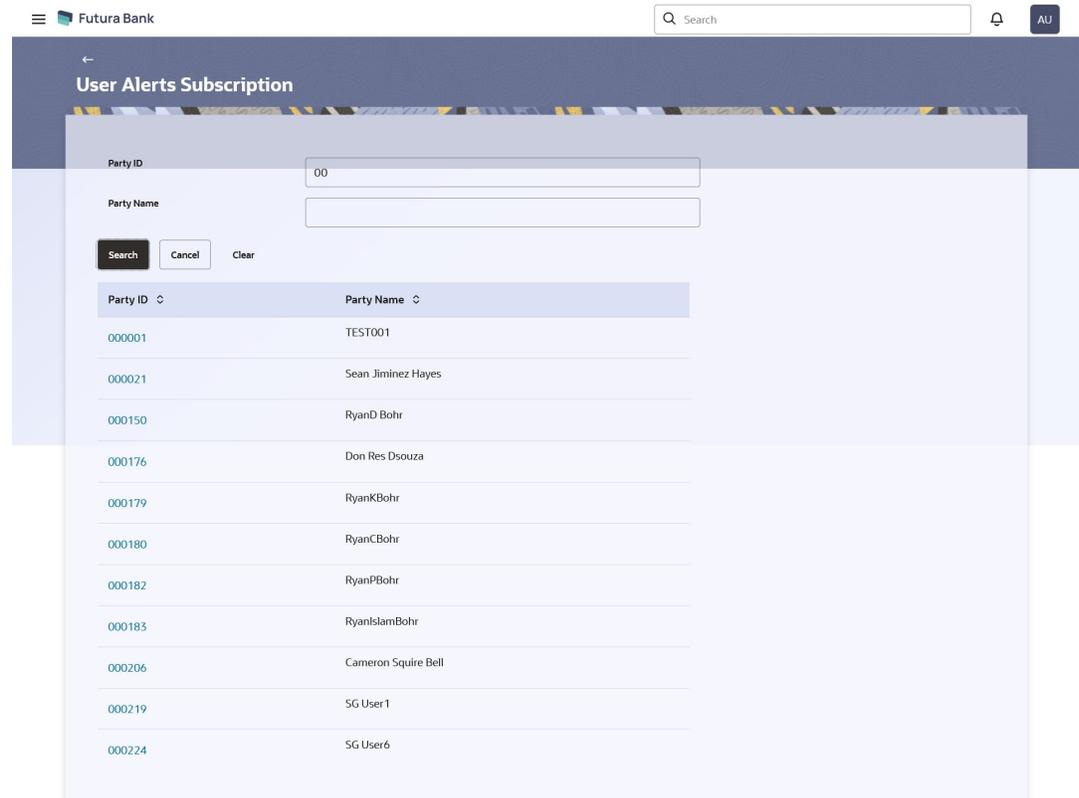 Futura Bank
Search
AU
User Alerts Subscription
Party ID
00
Party Name
Search Cancel Clear
Party ID Party Name
000001 TEST001
000021 Sean Jiminez Hayes
000150 RyanD Bohr
000176 Don Res Dsouza
000179 RyanKBohr
000180 RyanCBohr
000182 RyanPBohr
000183 RyanIslamBohr
000206 Cameron Squire Bell
000219 SG User1
000224 SG User6